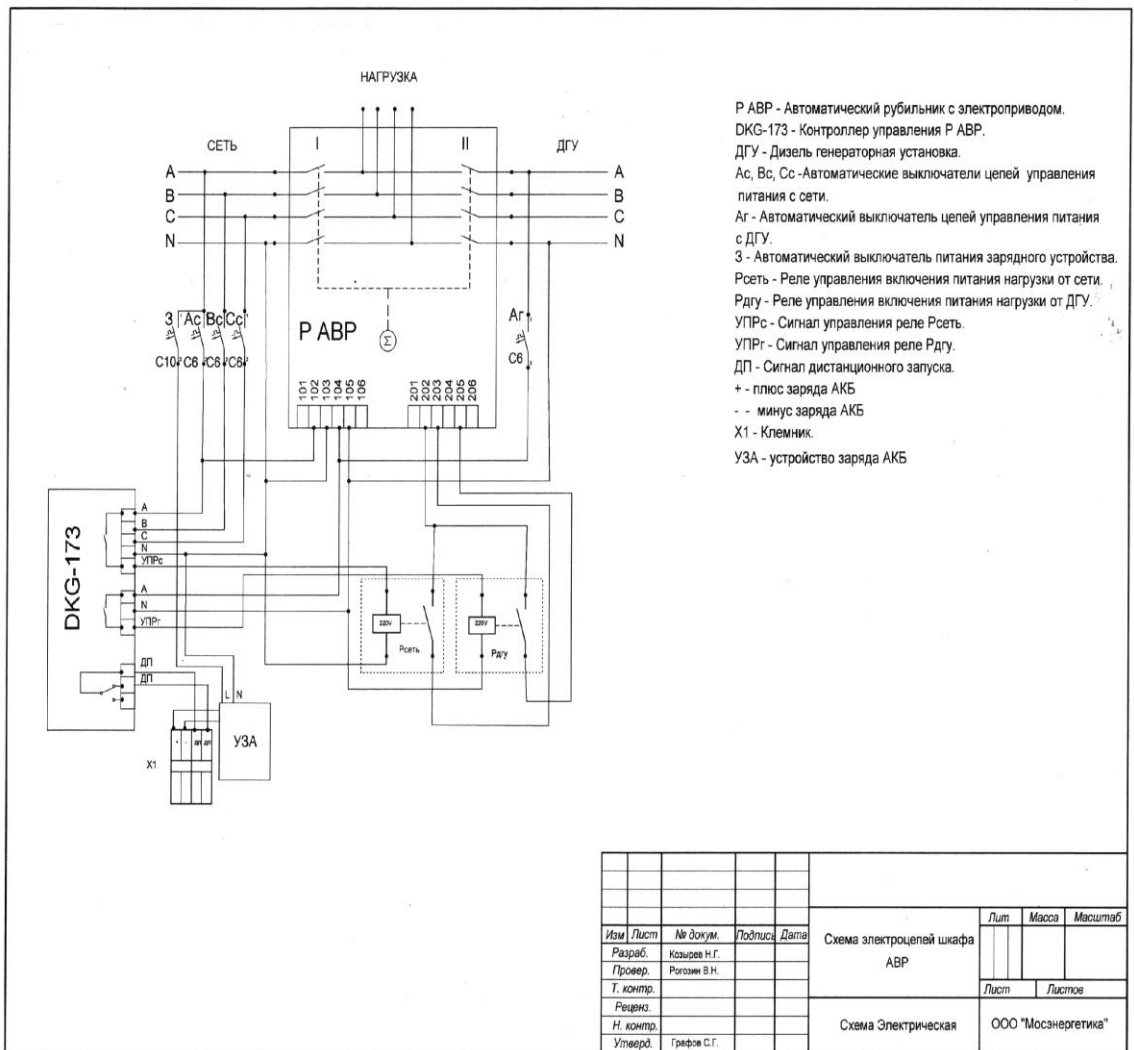 НАГРУЗКА
СЕТЬ
I
II
ДГУ
A
B
C
N
A
B
C
N
З
Ас
Вс
Сс
С10
С6
С6
С6
Р АВР
Аг
С6
101
102
103
104
105
106
201
202
203
204
205
206
DKG-173
A
B
C
N
УПРс
A
N
УПРг
ДП
ДП
220V
Рсеть
220V
Рдгу
L N
УЗА
+
-
ДП
ДП
X1
Р АВР - Автоматический рубильник с электроприводом.
DKG-173 - Контроллер управления Р АВР.
ДГУ - Дизель генераторная установка.
Ас, Вс, Сс -Автоматические выключатели цепей управления
питания с сети.
Аг - Автоматический выключатель цепей управления питания
с ДГУ.
З - Автоматический выключатель питания зарядного устройства.
Рсеть - Реле управления включения питания нагрузки от сети.
Рдгу - Реле управления включения питания нагрузки от ДГУ.
УПРс - Сигнал управления реле Рсеть.
УПРг - Сигнал управления реле Рдгу.
ДП - Сигнал дистанционного запуска.
+ - плюс заряда АКБ
- - минус заряда АКБ
X1 - Клемник.
УЗА - устройство заряда АКБ
Изм Лист № докум. Подпись Дата
Разраб. Козырев Н.Г.
Провер. Рогозин В.Н.
Т. контр.
Реценз.
Н. контр.
Утверд. Графов С.Г.
Схема электроцепей шкафа
АВР
Лит Масса Масштаб
Лист Листов
Схема Электрическая
ООО "Мосэнергетика"